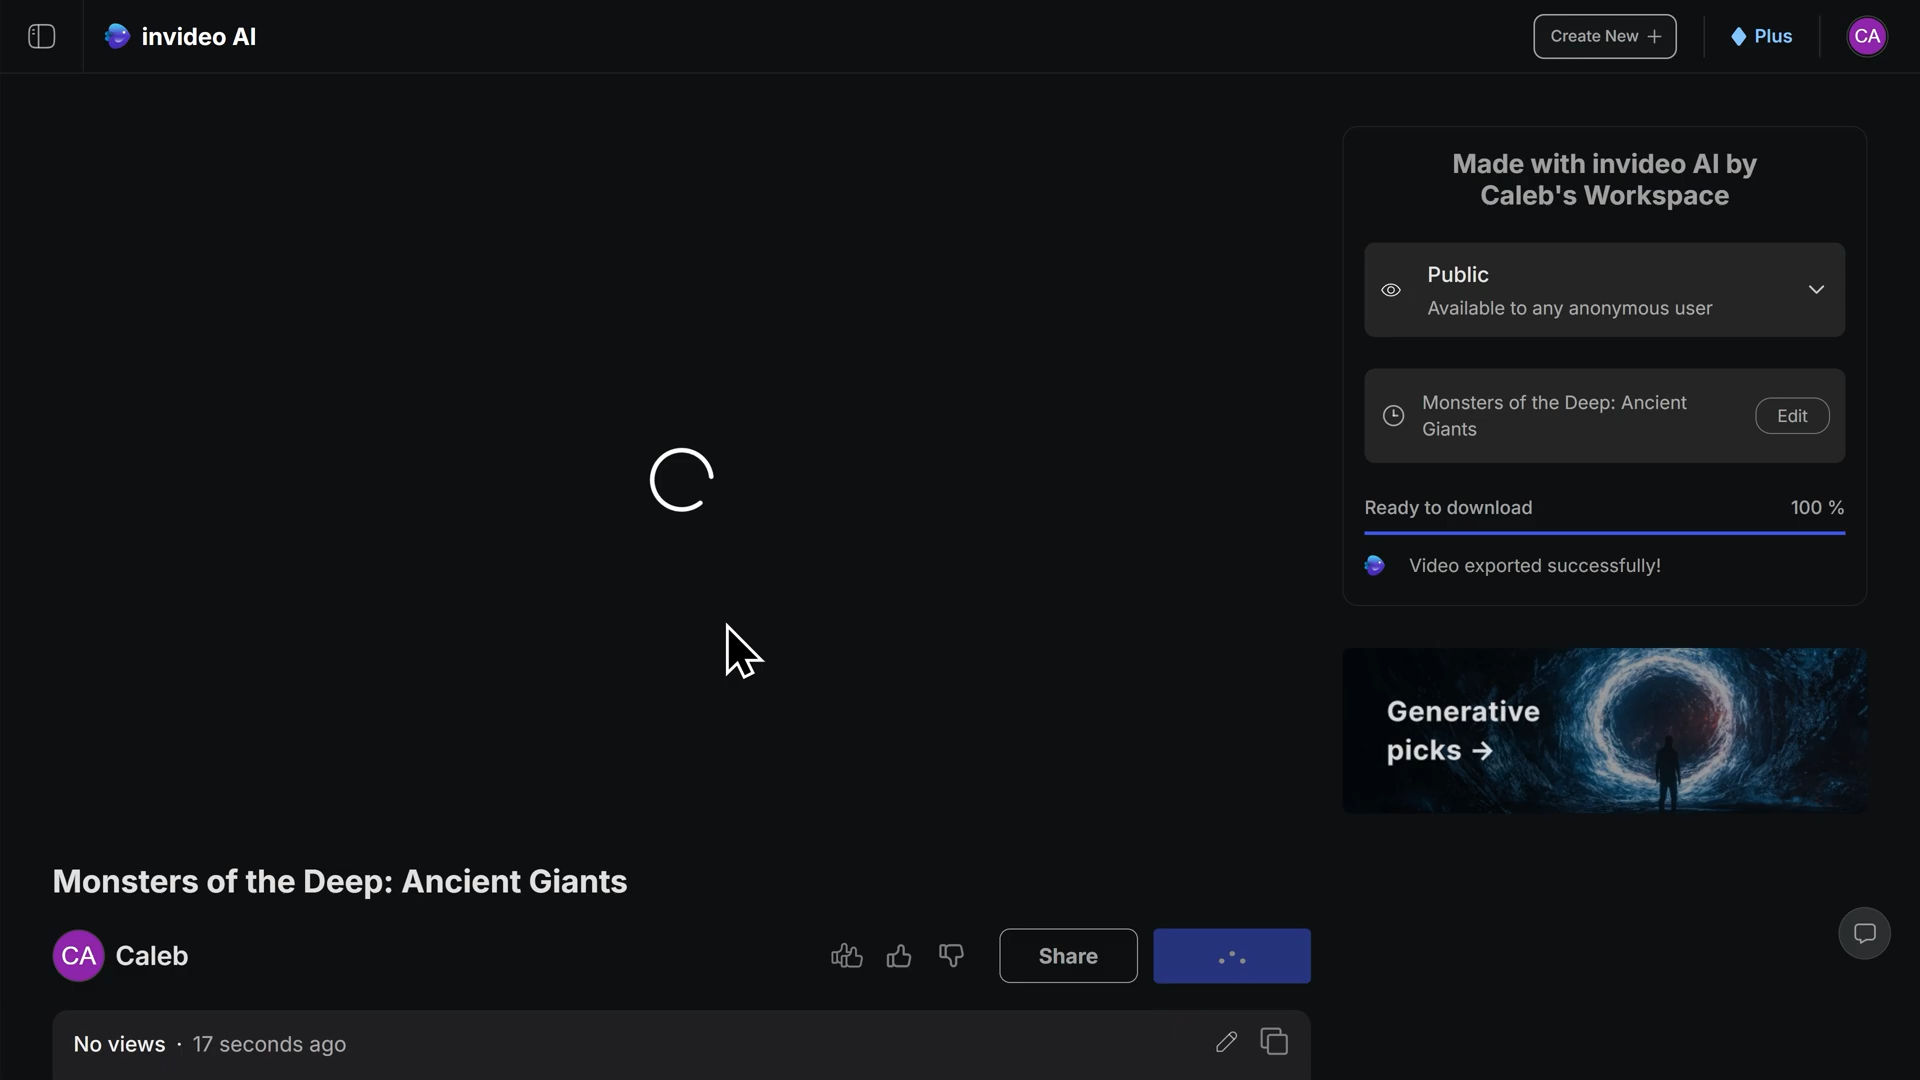 invideo AI
Create New +
Plus
CA
Made with invideo AI by
Caleb's Workspace
Public
Available to any anonymous user
Monsters of the Deep: Ancient
Giants
Edit
Ready to download
100 %
Video exported successfully!
Generative
picks →
Monsters of the Deep: Ancient Giants
CA
Caleb
Share
No views · 17 seconds ago